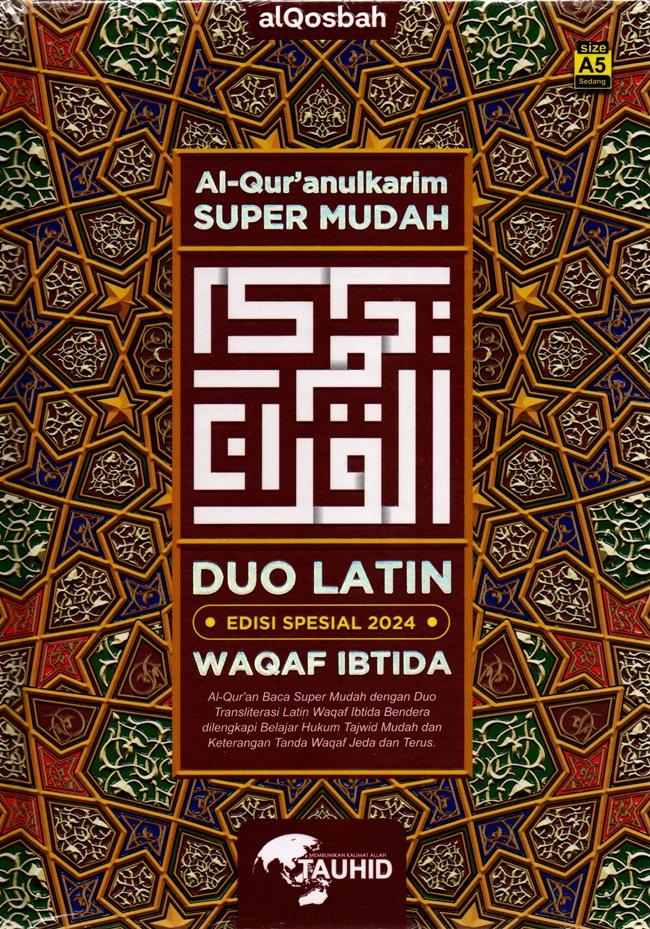 alQosbah
size
A5
Sedang
Al-Qur'anulkarim
SUPER MUDAH
القرآن
الكريم
DUO LATIN
• EDISI SPESIAL 2024 •
WAQAF IBTIDA
Al-Qur'an Baca Super Mudah dengan Duo
Transliterasi Latin Waqaf Ibtida Bendera
dilengkapi Belajar Hukum Tajwid Mudah dan
Keterangan Tanda Waqaf Jeda dan Terus.
MEMBUMIKAN KALIMAT ALLAH
TAUHID